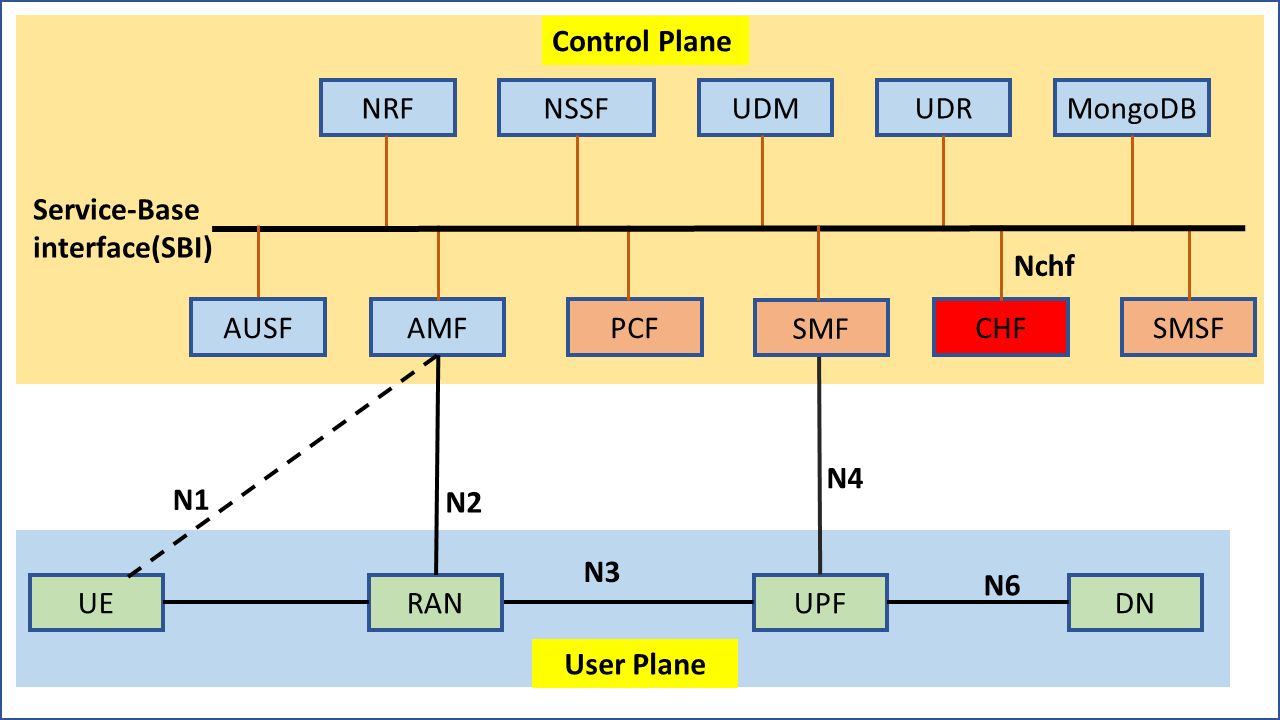 Control Plane
NRF
NSSF
UDM
UDR
MongoDB
Service-Base
interface(SBI)
Nchf
AUSF
AMF
PCF
SMF
CHF
SMSF
N1
N2
N4
N3
N6
UE
RAN
UPF
DN
User Plane